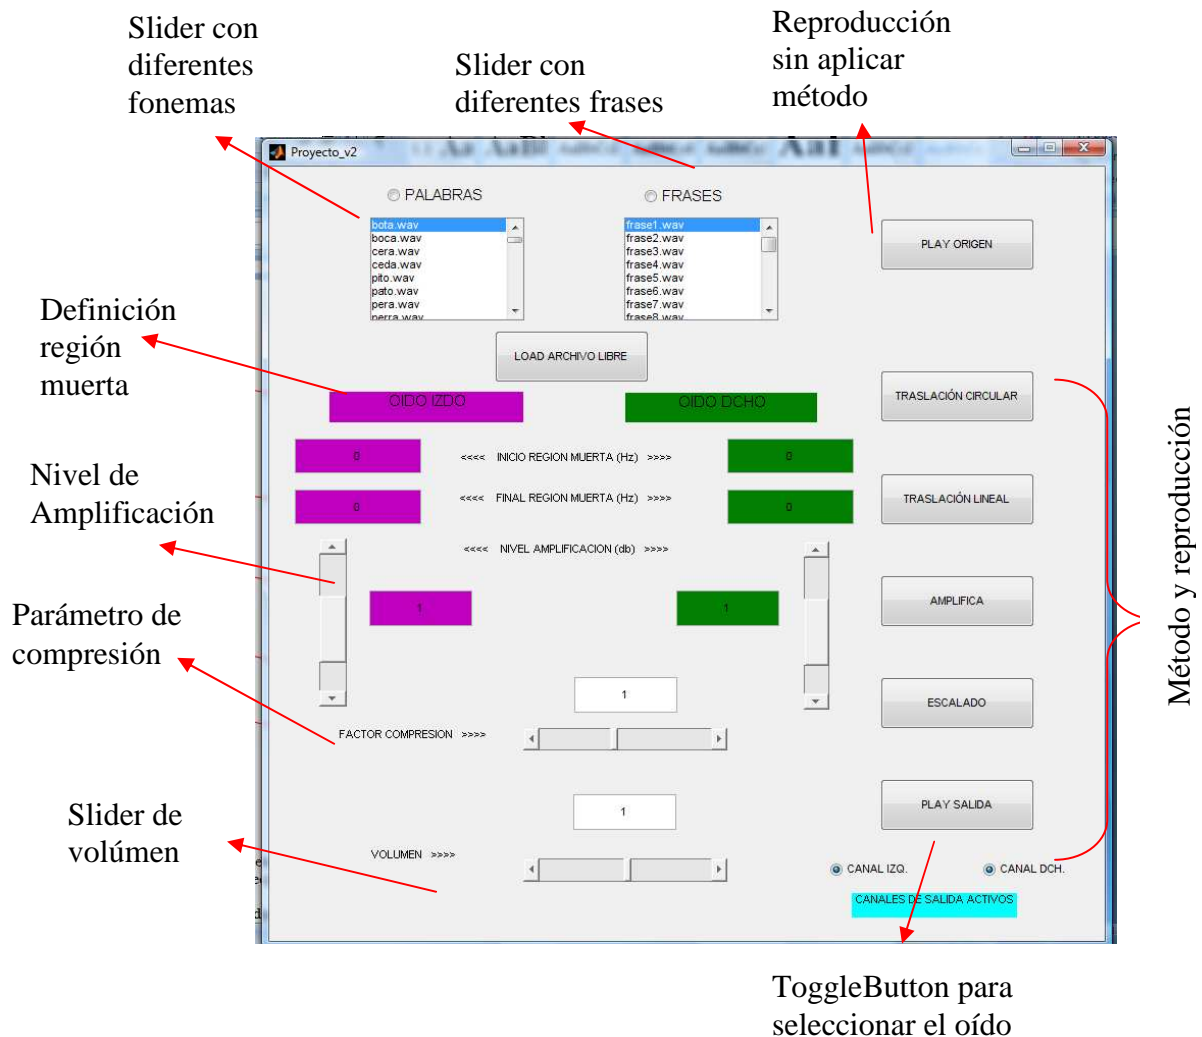 Slider con
diferentes
fonemas
Slider con
diferentes frases
Reproducción
sin aplicar
método
Proyecto_v2
PALABRAS
FRASES
bota.wav
boca.wav
cera.wav
ceda.wav
pito.wav
pato.wav
pera.wav
perra.wav
frase1.wav
frase2.wav
frase3.wav
frase4.wav
frase5.wav
frase6.wav
frase7.wav
frase8.wav
PLAY ORIGEN
LOAD ARCHIVO LIBRE
Definición
región
muerta
OIDO IZDO
OIDO DCHO
TRASLACIÓN CIRCULAR
0 <<<< INICIO REGION MUERTA (Hz) >>>> 0
Nivel de
Amplificación
0 <<<< FINAL REGION MUERTA (Hz) >>>> 0
TRASLACIÓN LINEAL
<<<< NIVEL AMPLIFICACION (db) >>>>
1
1
AMPLIFICA
Método y reproducción
Parámetro de
compresión
1
ESCALADO
FACTOR COMPRESION >>>>
Slider de
volúmen
1
PLAY SALIDA
VOLUMEN >>>>
CANAL IZQ.
CANAL DCH.
CANALES DE SALIDA ACTIVOS
ToggleButton para
seleccionar el oído